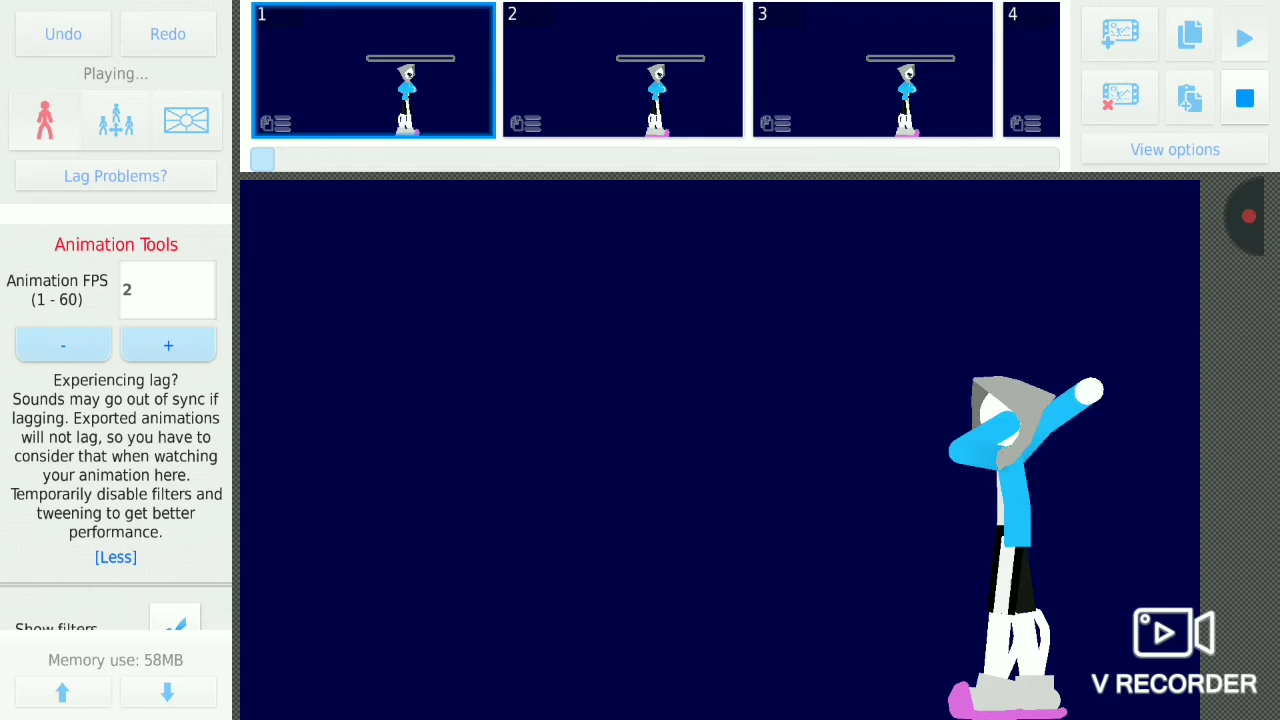 Undo
Redo
Playing...
Lag Problems?
Animation Tools
Animation FPS
(1 - 60)
2
-
+
Experiencing lag?
Sounds may go out of sync if
lagging. Exported animations
will not lag, so you have to
consider that when watching
your animation here.
Temporarily disable filters and
tweening to get better
performance.
[Less]
Show filters
Memory use: 58MB
1
2
3
4
View options
V RECORDER